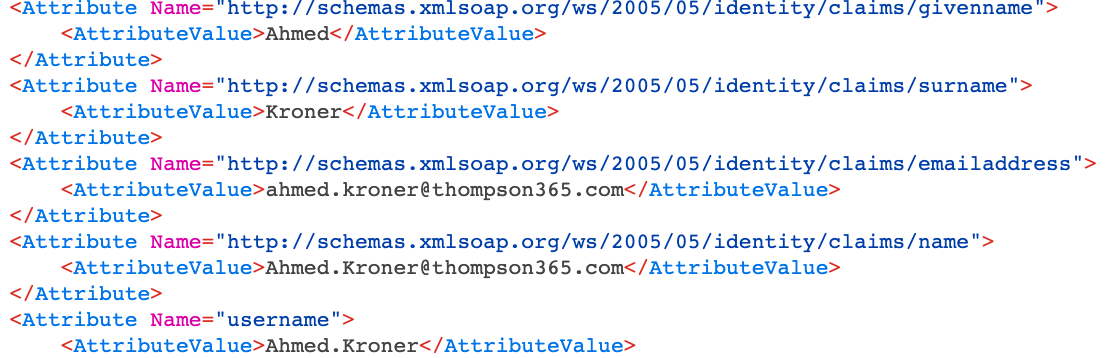 <Attribute Name="http://schemas.xmlsoap.org/ws/2005/05/identity/claims/givenname">
<AttributeValue>Ahmed</AttributeValue>
</Attribute>
<Attribute Name="http://schemas.xmlsoap.org/ws/2005/05/identity/claims/surname">
<AttributeValue>Kroner</AttributeValue>
</Attribute>
<Attribute Name="http://schemas.xmlsoap.org/ws/2005/05/identity/claims/emailaddress">
<AttributeValue>ahmed.kroner@thompson365.com</AttributeValue>
</Attribute>
<Attribute Name="http://schemas.xmlsoap.org/ws/2005/05/identity/claims/name">
<AttributeValue>Ahmed.Kroner@thompson365.com</AttributeValue>
</Attribute>
<Attribute Name="username">
<AttributeValue>Ahmed.Kroner</AttributeValue>